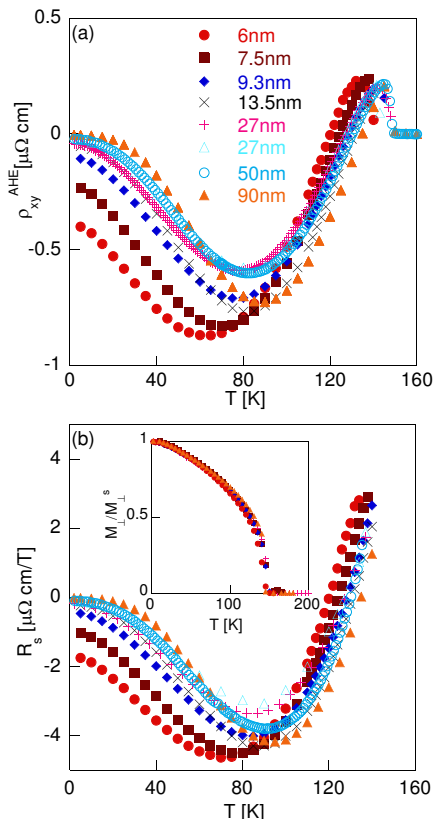 (a)
6nm
7.5nm
9.3nm
13.5nm
27nm
27nm
50nm
90nm
0.5
0
-0.5
-1
ρxy^AHE [μΩ cm]
0 40 80 120 160
T [K]
(b)
2
0
-2
-4
Rs [μΩ cm/T]
1
0.5
0
M⊥/M⊥^s
0 100 200
T [K]
0 40 80 120 160
T [K]